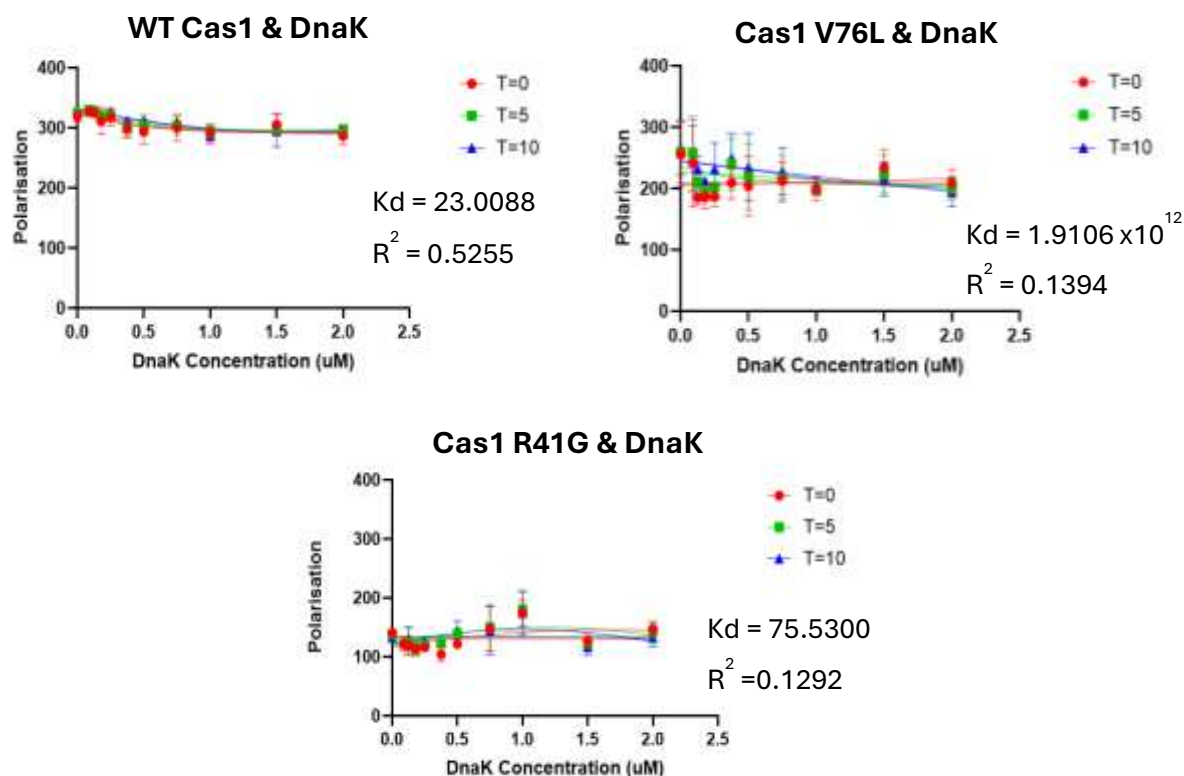 WT Cas1 & DnaK
400
300
200
100
0
Polarisation
0.0 0.5 1.0 1.5 2.0 2.5
DnaK Concentration (uM)
T=0
T=5
T=10
Kd = 23.0088
R² = 0.5255
Cas1 V76L & DnaK
400
300
200
100
0
Polarisation
0.0 0.5 1.0 1.5 2.0 2.5
DnaK Concentration (uM)
T=0
T=5
T=10
Kd = 1.9106 x10¹²
R² = 0.1394
Cas1 R41G & DnaK
400
300
200
100
0
Polarisation
0.0 0.5 1.0 1.5 2.0 2.5
DnaK Concentration (uM)
T=0
T=5
T=10
Kd = 75.5300
R² =0.1292